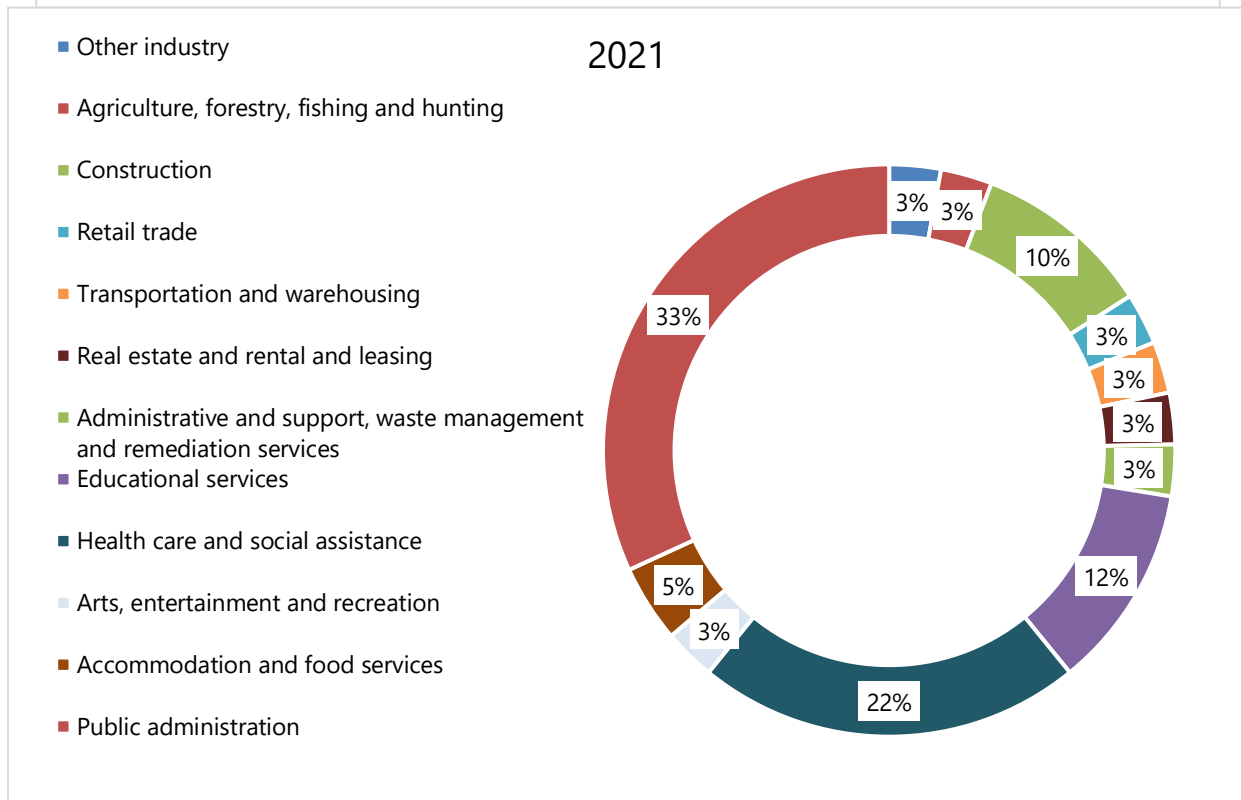 2021
Other industry
Agriculture, forestry, fishing and hunting
Construction
Retail trade
Transportation and warehousing
Real estate and rental and leasing
Administrative and support, waste management
and remediation services
Educational services
Health care and social assistance
Arts, entertainment and recreation
Accommodation and food services
Public administration
3%
3%
10%
3%
3%
3%
3%
12%
22%
3%
5%
33%